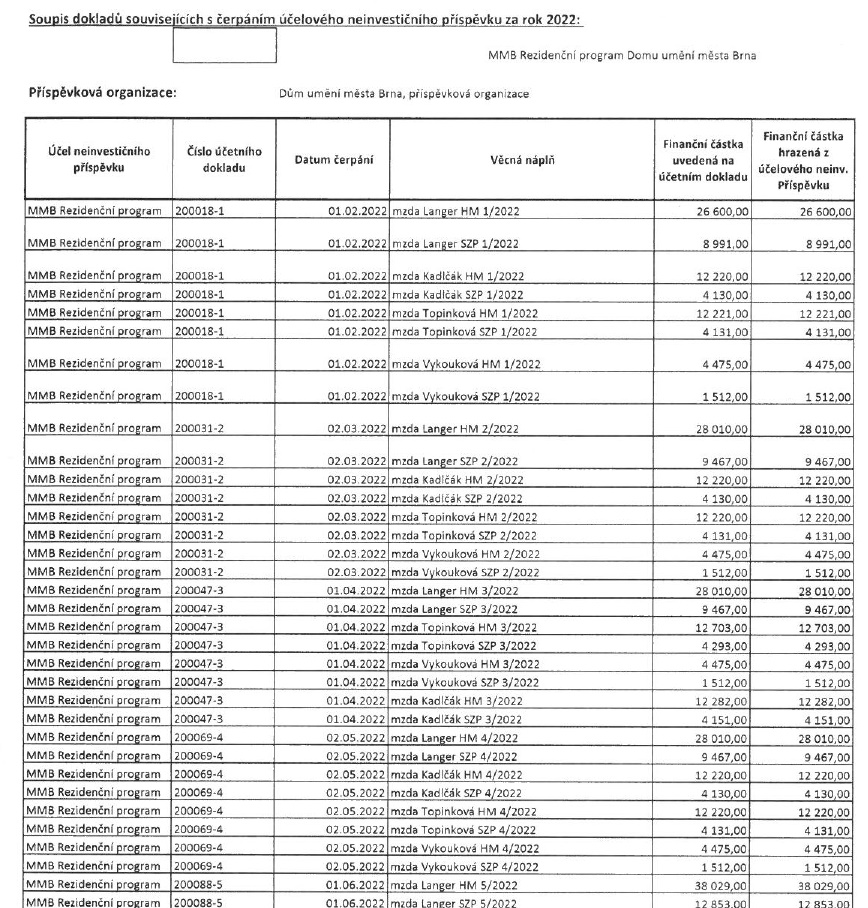 Soupis dokladů souvisejících s čerpáním účelového neinvestičního příspěvku za rok 2022:
MMB Rezidenční program Domu umění města Brna
Příspěvková organizace: Dům umění města Brna, příspěvková organizace
Účel neinvestičního příspěvku | Číslo účetního dokladu | Datum čerpání | Věcná náplň | Finanční částka uvedená na účetním dokladu | Finanční částka hrazená z účelového neinv. Příspěvku
MMB Rezidenční program 200018-1 01.02.2022 mzda Langer HM 1/2022 26 600,00 26 600,00
MMB Rezidenční program 200018-1 01.02.2022 mzda Langer SZP 1/2022 8 991,00 8 991,00
MMB Rezidenční program 200018-1 01.02.2022 mzda Kadlčák HM 1/2022 12 220,00 12 220,00
MMB Rezidenční program 200018-1 01.02.2022 mzda Kadlčák SZP 1/2022 4 130,00 4 130,00
MMB Rezidenční program 200018-1 01.02.2022 mzda Topinková HM 1/2022 12 221,00 12 221,00
MMB Rezidenční program 200018-1 01.02.2022 mzda Topinková SZP 1/2022 4 131,00 4 131,00
MMB Rezidenční program 200018-1 01.02.2022 mzda Vykouková HM 1/2022 4 475,00 4 475,00
MMB Rezidenční program 200018-1 01.02.2022 mzda Vykouková SZP 1/2022 1 512,00 1 512,00
MMB Rezidenční program 200031-2 02.03.2022 mzda Langer HM 2/2022 28 010,00 28 010,00
MMB Rezidenční program 200031-2 02.03.2022 mzda Langer SZP 2/2022 9 467,00 9 467,00
MMB Rezidenční program 200031-2 02.03.2022 mzda Kadlčák HM 2/2022 12 220,00 12 220,00
MMB Rezidenční program 200031-2 02.03.2022 mzda Kadlčák SZP 2/2022 4 130,00 4 130,00
MMB Rezidenční program 200031-2 02.03.2022 mzda Topinková HM 2/2022 12 220,00 12 220,00
MMB Rezidenční program 200031-2 02.03.2022 mzda Topinková SZP 2/2022 4 131,00 4 131,00
MMB Rezidenční program 200031-2 02.03.2022 mzda Vykouková HM 2/2022 4 475,00 4 475,00
MMB Rezidenční program 200031-2 02.03.2022 mzda Vykouková SZP 2/2022 1 512,00 1 512,00
MMB Rezidenční program 200047-3 01.04.2022 mzda Langer HM 3/2022 28 010,00 28 010,00
MMB Rezidenční program 200047-3 01.04.2022 mzda Langer SZP 3/2022 9 467,00 9 467,00
MMB Rezidenční program 200047-3 01.04.2022 mzda Topinková HM 3/2022 12 703,00 12 703,00
MMB Rezidenční program 200047-3 01.04.2022 mzda Topinková SZP 3/2022 4 293,00 4 293,00
MMB Rezidenční program 200047-3 01.04.2022 mzda Vykouková HM 3/2022 4 475,00 4 475,00
MMB Rezidenční program 200047-3 01.04.2022 mzda Vykouková SZP 3/2022 1 512,00 1 512,00
MMB Rezidenční program 200047-3 01.04.2022 mzda Kadlčák HM 3/2022 12 282,00 12 282,00
MMB Rezidenční program 200047-3 01.04.2022 mzda Kadlčák SZP 3/2022 4 151,00 4 151,00
MMB Rezidenční program 200069-4 02.05.2022 mzda Langer HM 4/2022 28 010,00 28 010,00
MMB Rezidenční program 200069-4 02.05.2022 mzda Langer SZP 4/2022 9 467,00 9 467,00
MMB Rezidenční program 200069-4 02.05.2022 mzda Kadlčák HM 4/2022 12 220,00 12 220,00
MMB Rezidenční program 200069-4 02.05.2022 mzda Kadlčák SZP 4/2022 4 130,00 4 130,00
MMB Rezidenční program 200069-4 02.05.2022 mzda Topinková HM 4/2022 12 220,00 12 220,00
MMB Rezidenční program 200069-4 02.05.2022 mzda Topinková SZP 4/2022 4 131,00 4 131,00
MMB Rezidenční program 200069-4 02.05.2022 mzda Vykouková HM 4/2022 4 475,00 4 475,00
MMB Rezidenční program 200069-4 02.05.2022 mzda Vykouková SZP 4/2022 1 512,00 1 512,00
MMB Rezidenční program 200088-5 01.06.2022 mzda Langer HM 5/2022 38 029,00 38 029,00
MMB Rezidenční program 200088-5 01.06.2022 mzda Langer SZP 5/2022 12 853,00 12 853,00